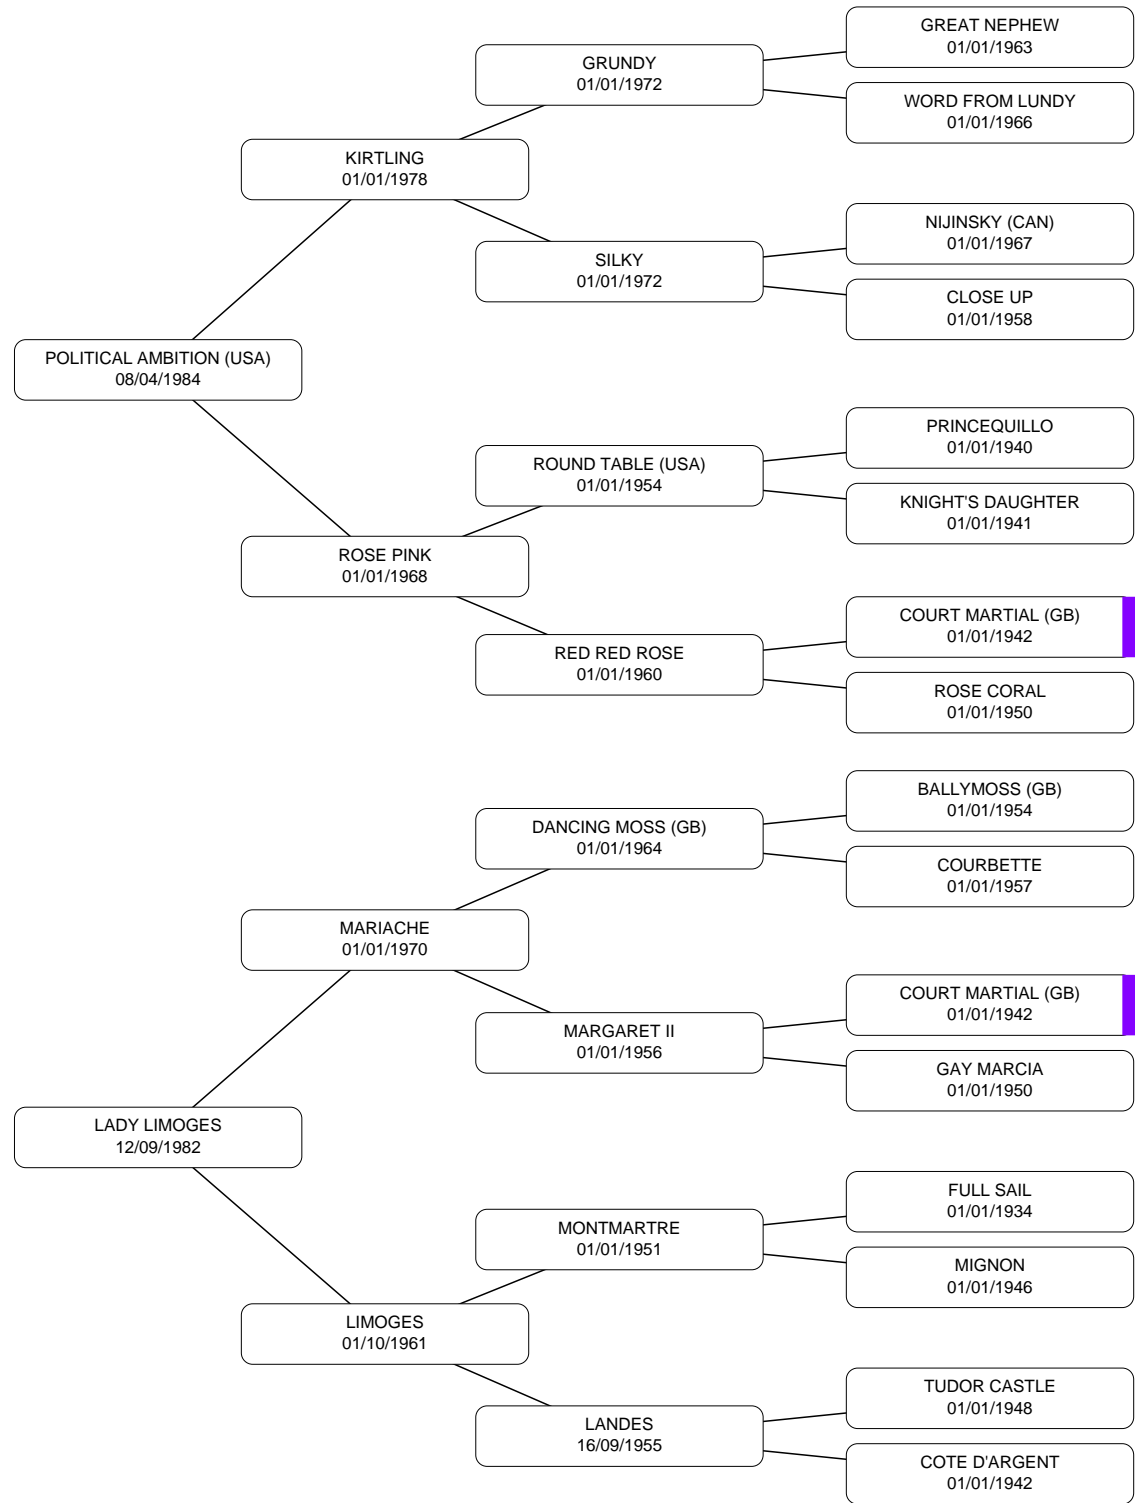 GREAT NEPHEW
01/01/1963
GRUNDY
01/01/1972
WORD FROM LUNDY
01/01/1966
KIRTLING
01/01/1978
NIJINSKY (CAN)
01/01/1967
SILKY
01/01/1972
CLOSE UP
01/01/1958
POLITICAL AMBITION (USA)
08/04/1984
PRINCEQUILLO
01/01/1940
ROUND TABLE (USA)
01/01/1954
KNIGHT'S DAUGHTER
01/01/1941
ROSE PINK
01/01/1968
COURT MARTIAL (GB)
01/01/1942
RED RED ROSE
01/01/1960
ROSE CORAL
01/01/1950
BALLYMOSS (GB)
01/01/1954
DANCING MOSS (GB)
01/01/1964
COURBETTE
01/01/1957
MARIACHE
01/01/1970
COURT MARTIAL (GB)
01/01/1942
MARGARET II
01/01/1956
GAY MARCIA
01/01/1950
LADY LIMOGES
12/09/1982
FULL SAIL
01/01/1934
MONTMARTRE
01/01/1951
MIGNON
01/01/1946
LIMOGES
01/10/1961
TUDOR CASTLE
01/01/1948
LANDES
16/09/1955
COTE D'ARGENT
01/01/1942